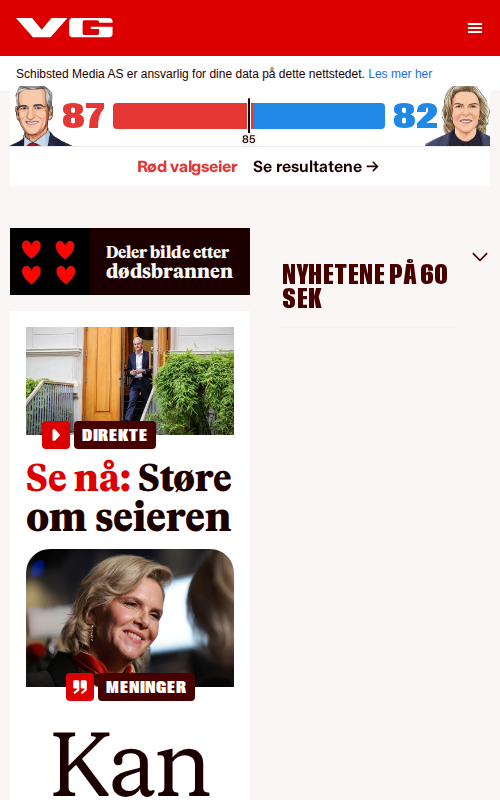 VG
Schibsted Media AS er ansvarlig for dine data på dette nettstedet. Les mer her
87
82
85
Rød valgseier Se resultatene →
Deler bilde etter
dødsbrannen
NYHETENE PÅ 60
SEK
DIREKTE
Se nå: Støre
om seieren
MENINGER
Kan